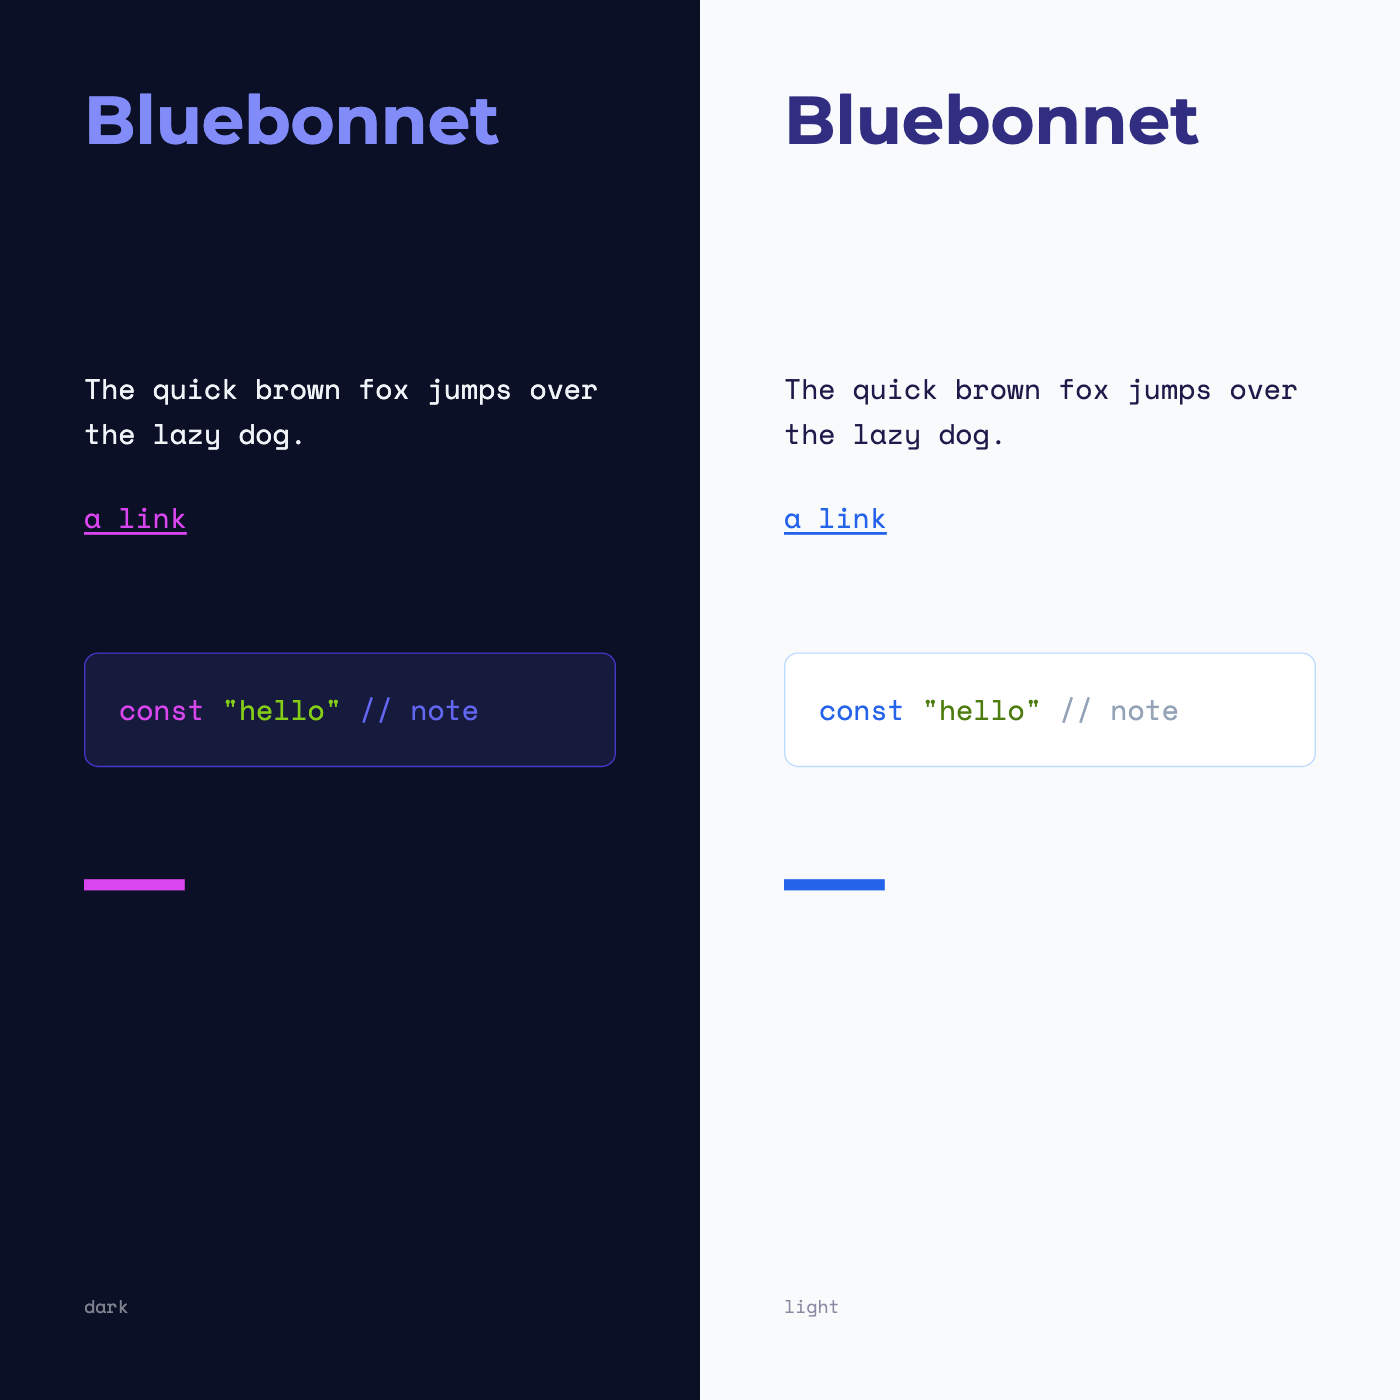 Bluebonnet
The quick brown fox jumps over
the lazy dog.
a link
const "hello" // note
dark
Bluebonnet
The quick brown fox jumps over
the lazy dog.
a link
const "hello" // note
light